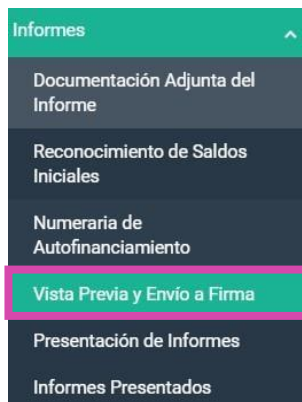 Informes
Documentación Adjunta del
Informe
Reconocimiento de Saldos
Iniciales
Numeraria de
Autofinanciamiento
Vista Previa y Envío a Firma
Presentación de Informes
Informes Presentados